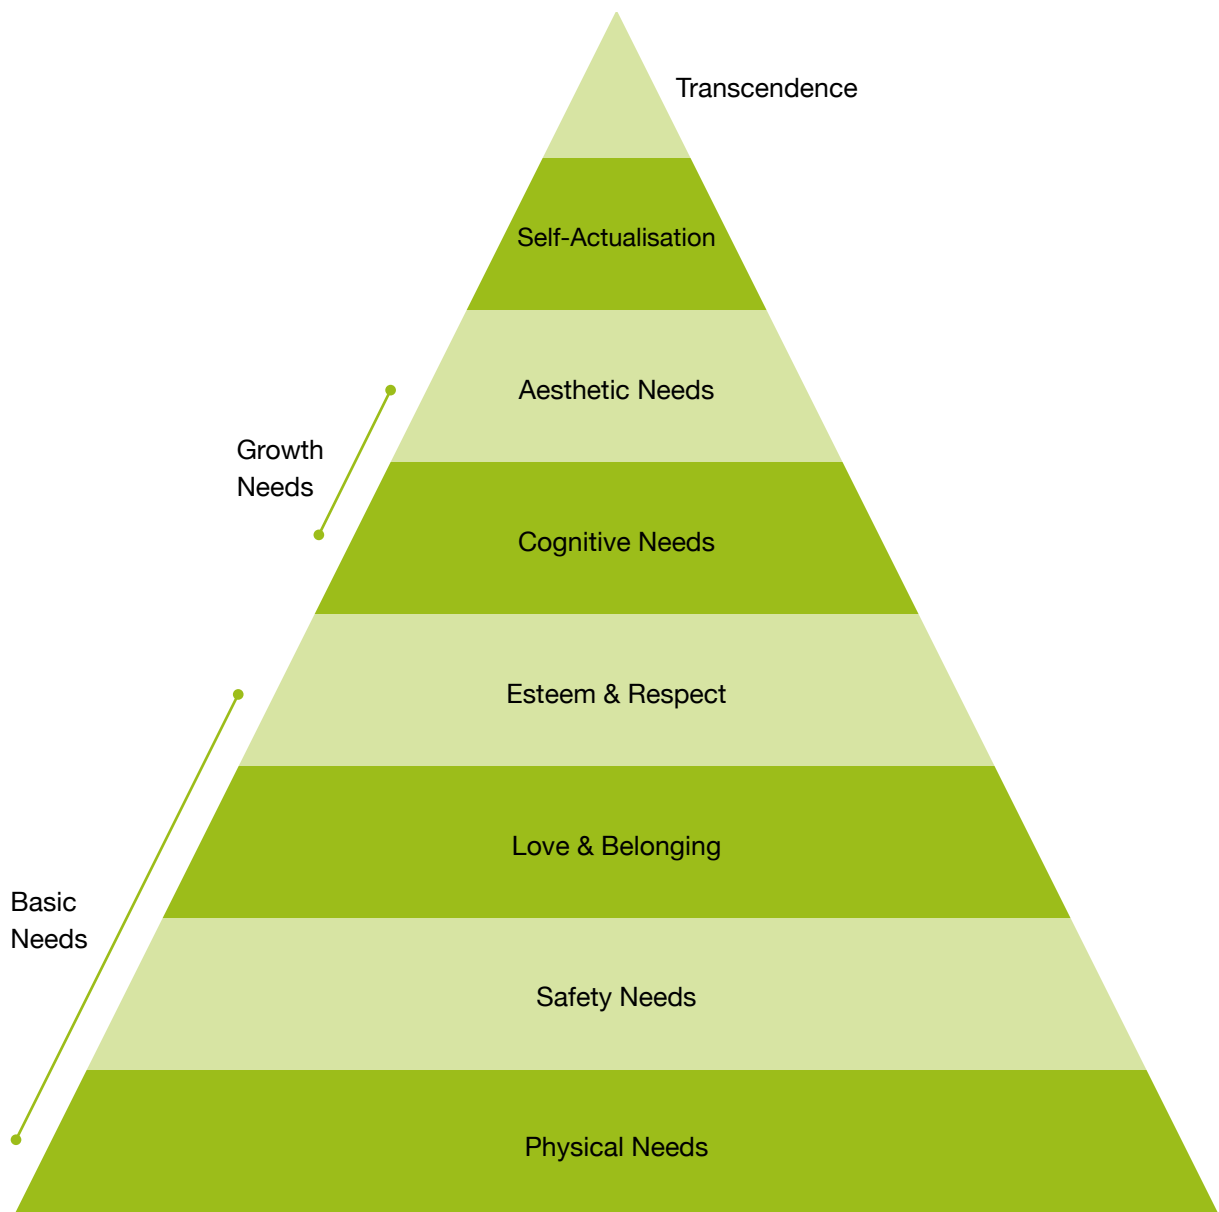 Transcendence
Self-Actualisation
Aesthetic Needs
Growth
Needs
Cognitive Needs
Esteem & Respect
Love & Belonging
Basic
Needs
Safety Needs
Physical Needs